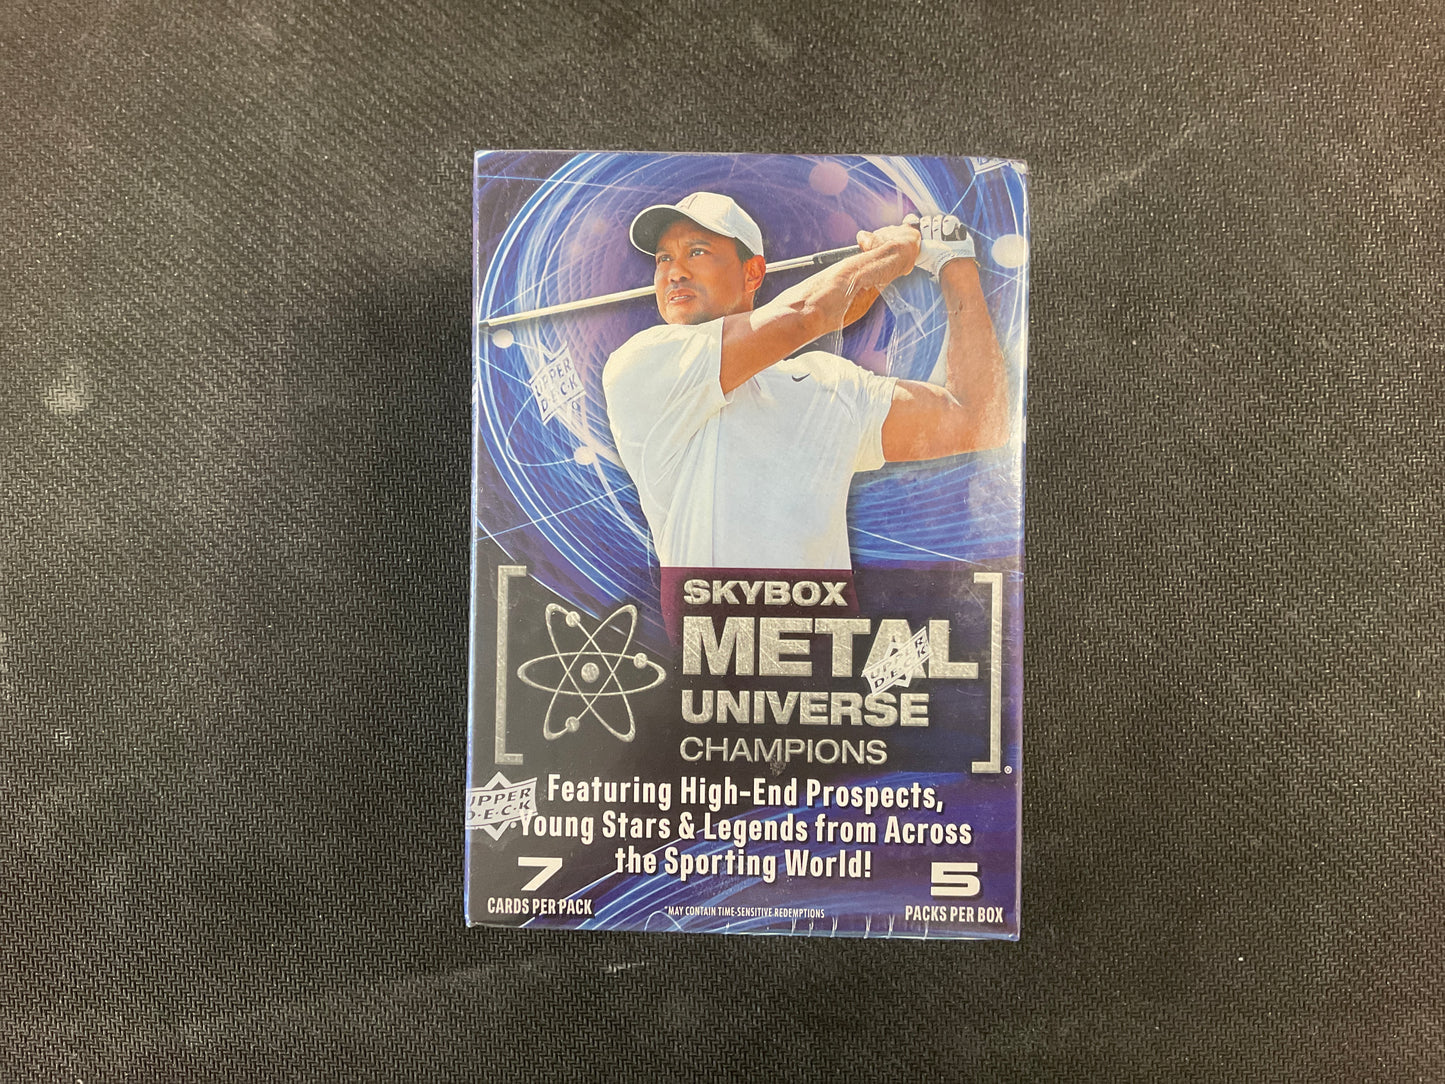 UPPER
D·E·C·K
SKYBOX
METAL
UPPER
DECK
UNIVERSE
CHAMPIONS
®
UPPER
D·E·C·K
Featuring High-End Prospects,
Young Stars & Legends from Across
the Sporting World!
7
CARDS PER PACK
*MAY CONTAIN TIME-SENSITIVE REDEMPTIONS
5
PACKS PER BOX